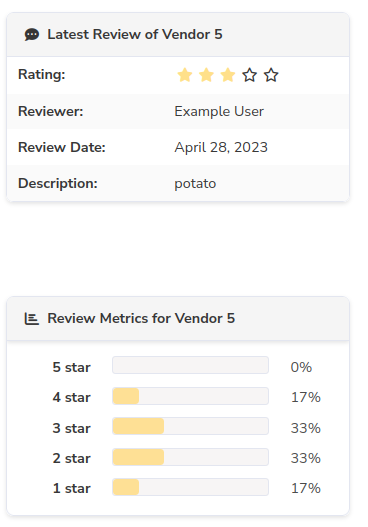 Latest Review of Vendor 5
Rating:
Reviewer: Example User
Review Date: April 28, 2023
Description: potato
Review Metrics for Vendor 5
5 star 0%
4 star 17%
3 star 33%
2 star 33%
1 star 17%